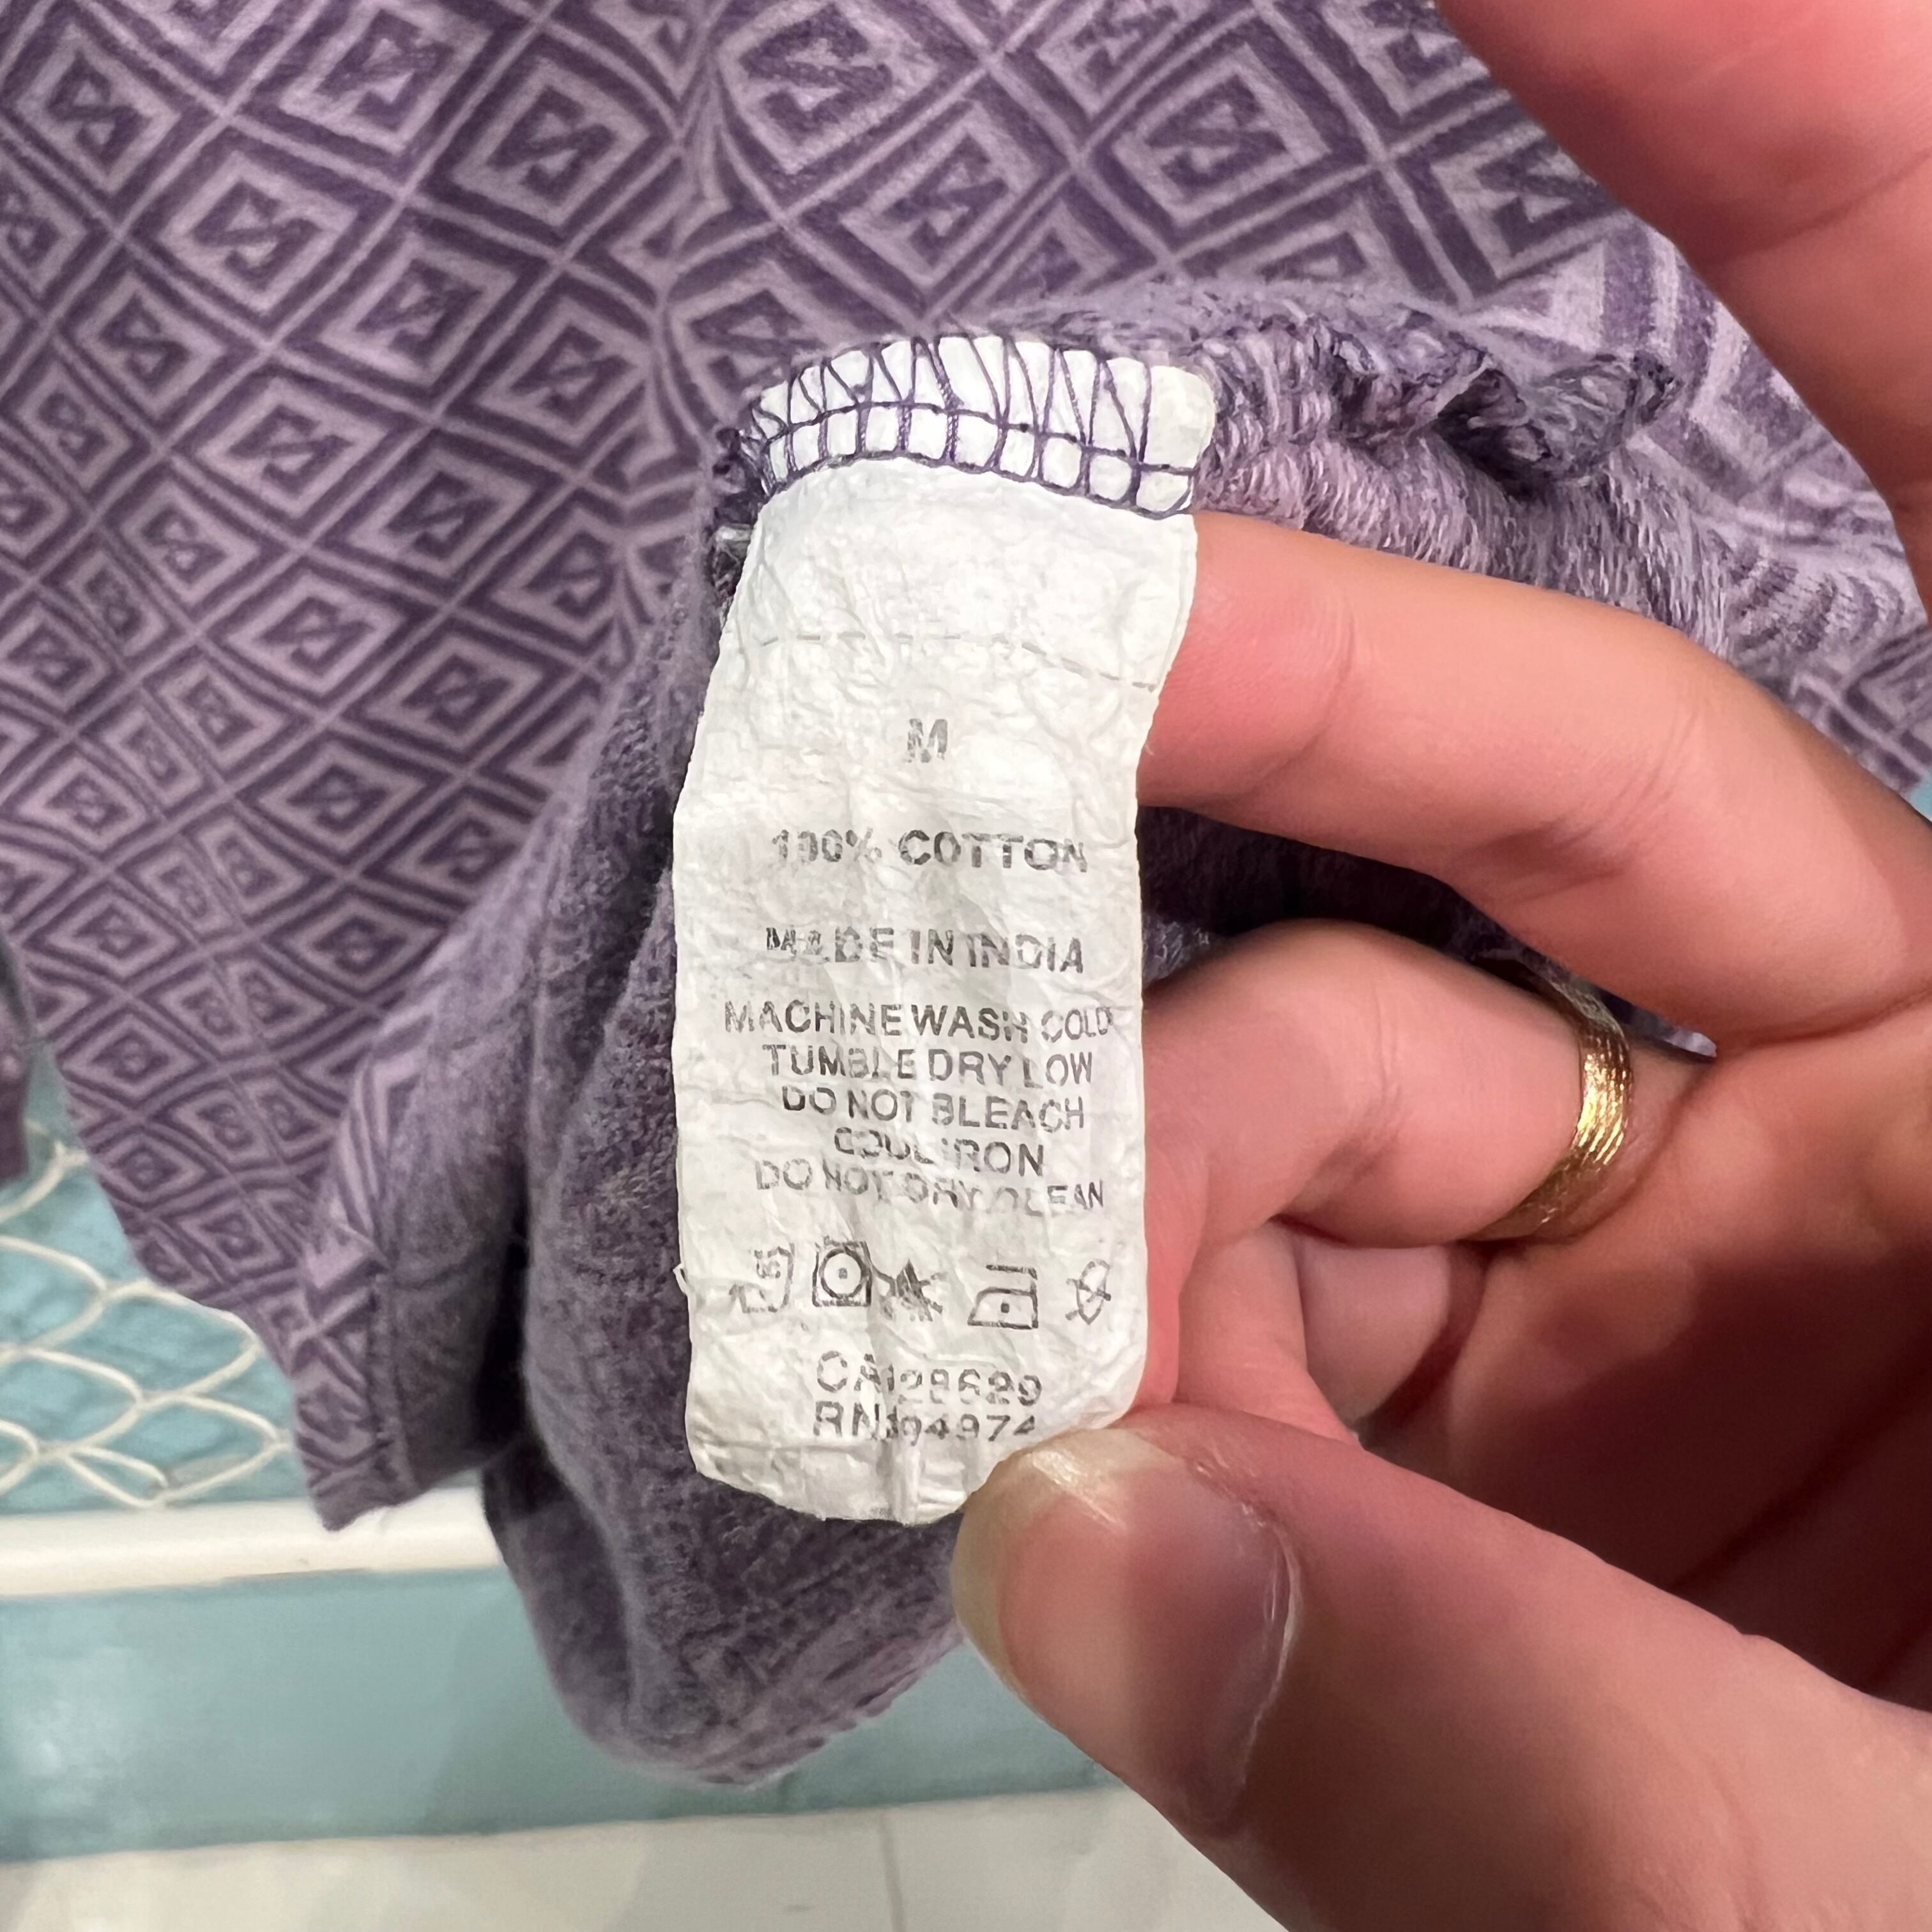 M
100% COTTON
MADE IN INDIA
MACHINE WASH COLD
TUMBLE DRY LOW
DO NOT BLEACH
COOL IRON
DO NOT DRY CLEAN
CA128629
RN104974